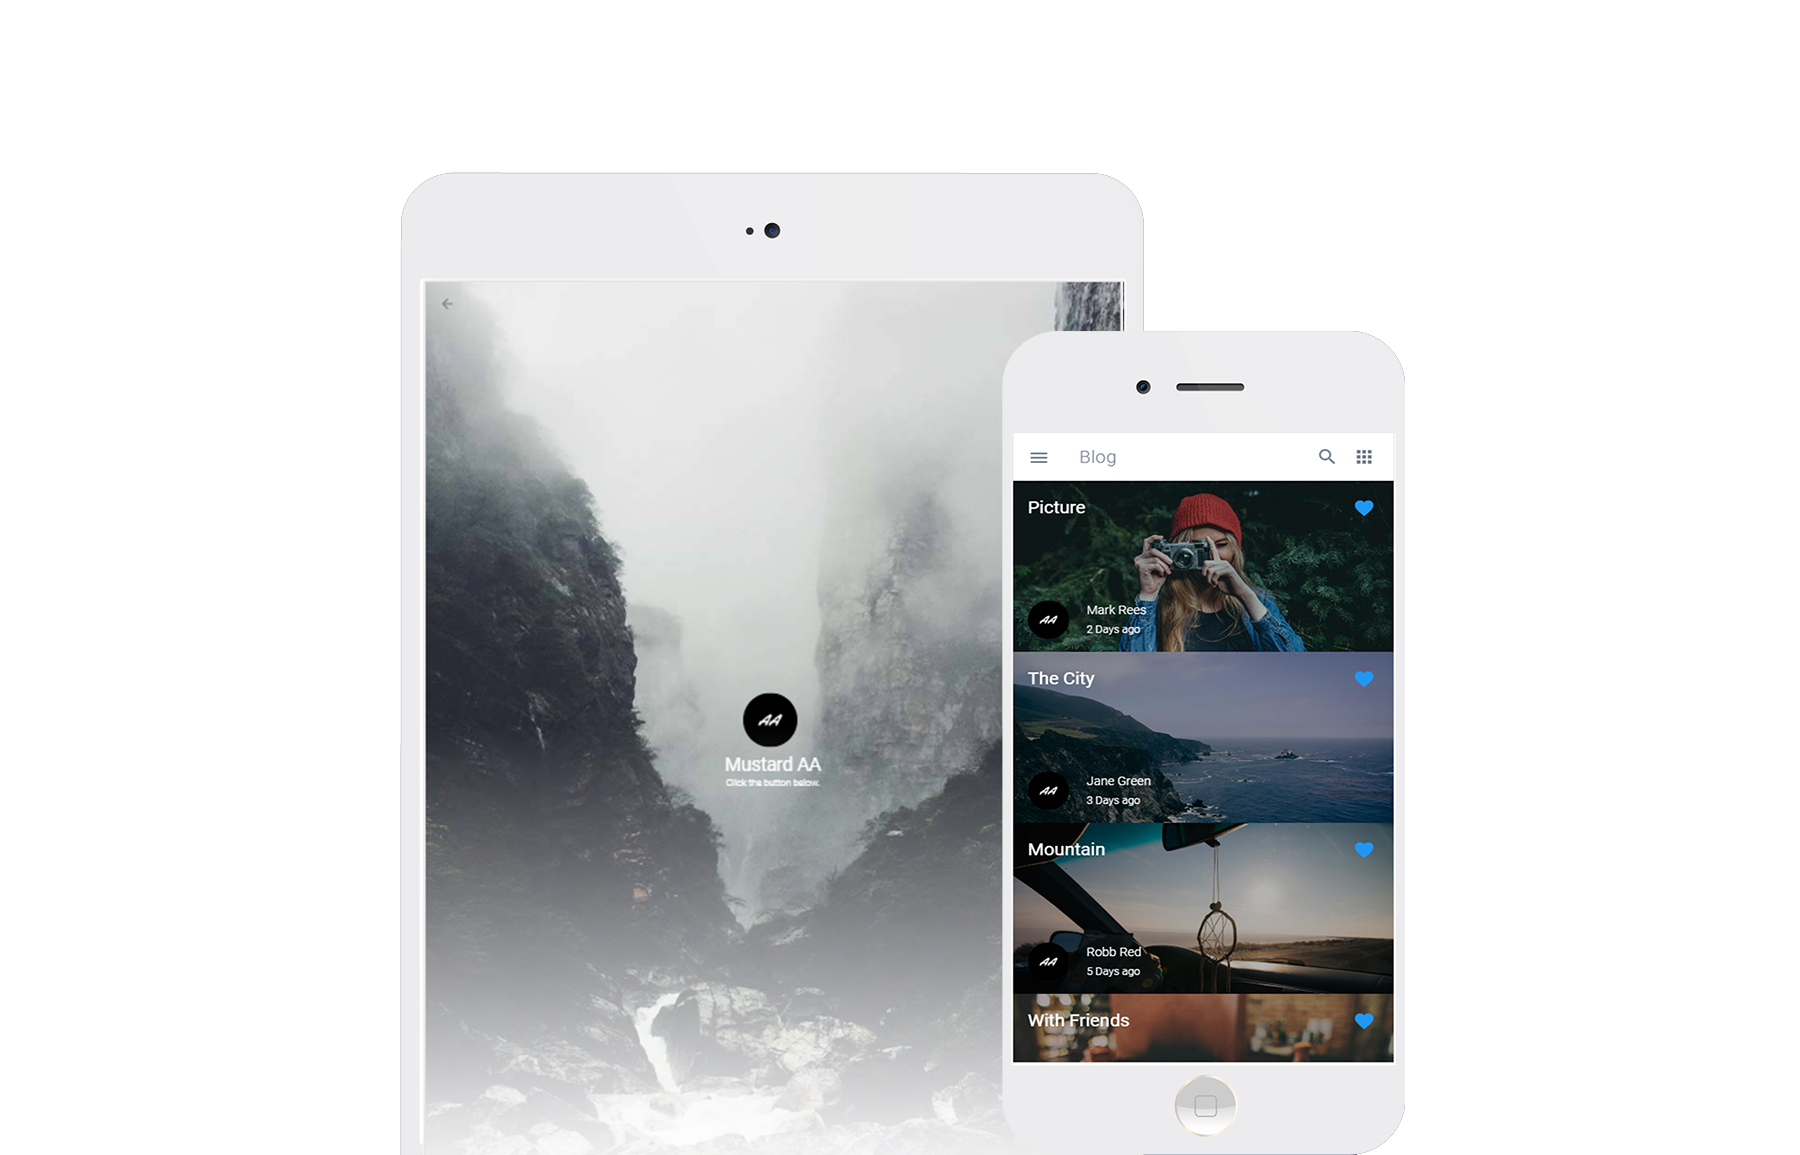 AA
Mustard AA
Click the button below.
Blog
Picture
AA
Mark Rees
2 Days ago
The City
AA
Jane Green
3 Days ago
Mountain
AA
Robb Red
5 Days ago
With Friends